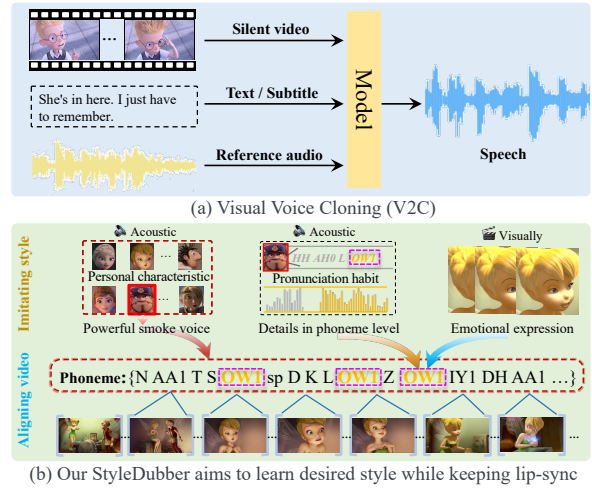 Silent video
She's in here. I just have
to remember.
Text / Subtitle
Reference audio
Model
Speech
(a) Visual Voice Cloning (V2C)
Imitating style
Acoustic
Personal characteristic
Powerful smoke voice
Acoustic
HH AH0 L OW1
Pronunciation habit
Details in phoneme level
Visually
Emotional expression
Aligning video
Phoneme: {N AA1 T S OW1 sp D K L OW1 Z OW1 IY1 DH AA1 ...}
(b) Our StyleDubber aims to learn desired style while keeping lip-sync